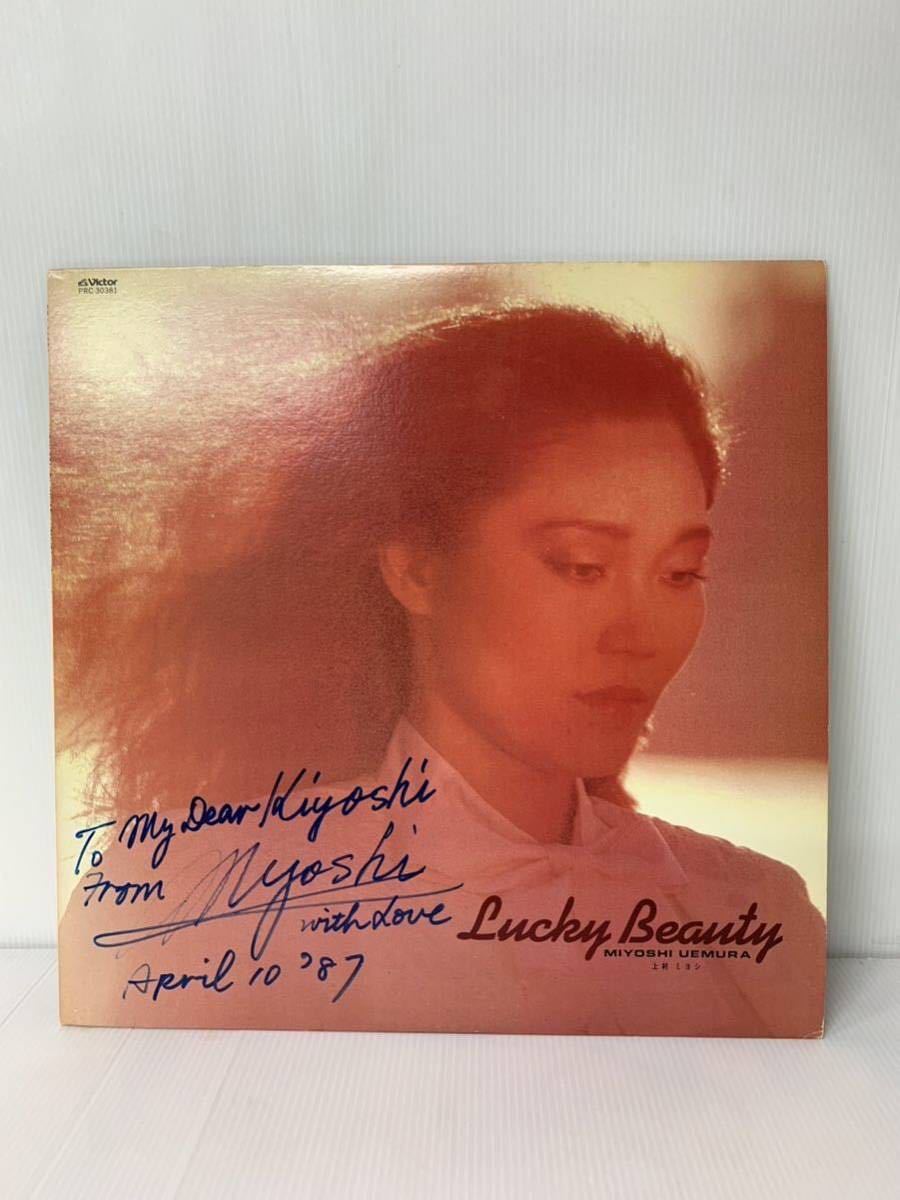 Victor
PRC-30381
To My Dear Kiyoshi
From Miyoshi
with Love
April 10 '87
Lucky Beauty
MIYOSHI UEMURA
上村 ミヨシ